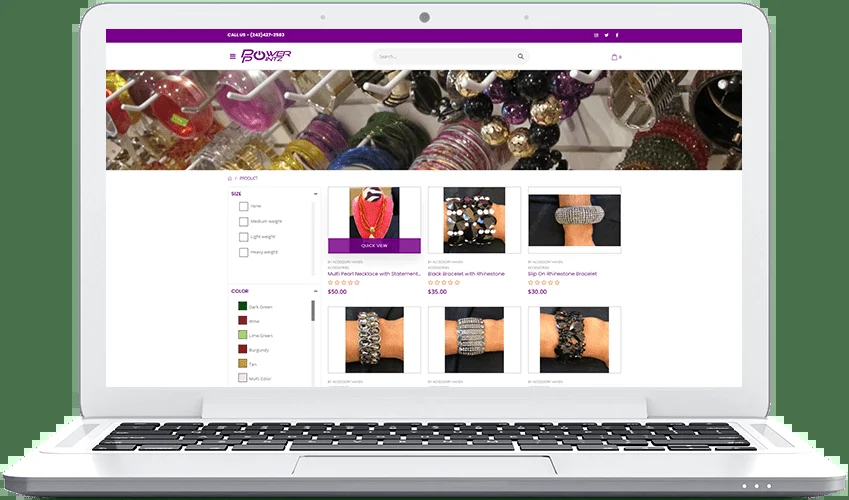 CALL US - (242)427-2583
POWER
POINTZ
Search...
0
/ PRODUCT
SIZE
None
Medium weight
Light weight
Heavy weight
COLOR
Dark Green
Wine
Lime Green
Burgundy
Tan
Multi Color
QUICK VIEW
BY ACCESSORY HAVEN
ACCESSORIES
Multi Pearl Necklace with Statement...
$50.00
BY ACCESSORY HAVEN
ACCESSORIES
Black Bracelet with Rhinestone
$35.00
BY ACCESSORY HAVEN
ACCESSORIES
Slip On Rhinestone Bracelet
$30.00
BY ACCESSORY HAVEN
BY ACCESSORY HAVEN
BY ACCESSORY HAVEN